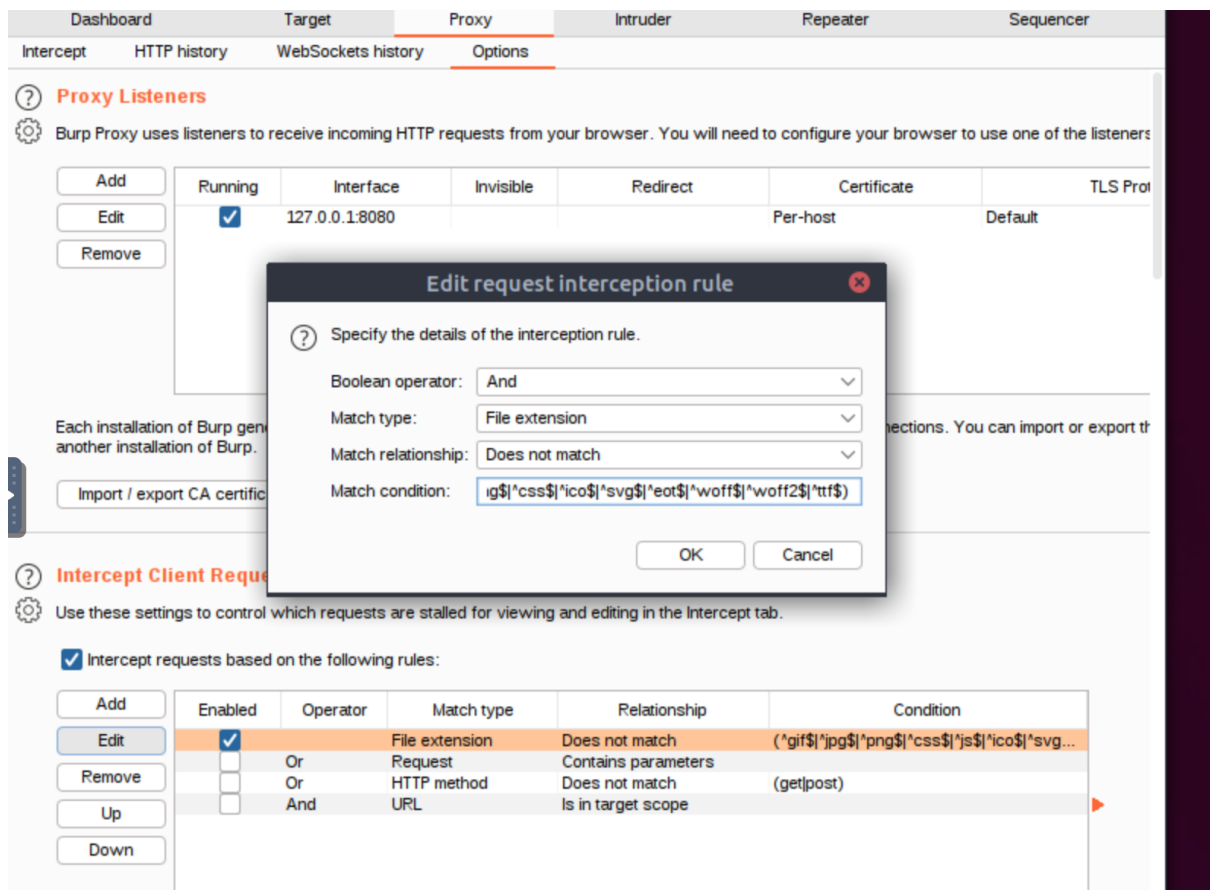 Dashboard Target Proxy Intruder Repeater Sequencer
Intercept HTTP history WebSockets history Options
Proxy Listeners
Burp Proxy uses listeners to receive incoming HTTP requests from your browser. You will need to configure your browser to use one of the listeners
Add
Edit
Remove
Running Interface Invisible Redirect Certificate TLS Prot
127.0.0.1:8080 Per-host Default
Edit request interception rule
Specify the details of the interception rule.
Boolean operator: And
Match type: File extension
Match relationship: Does not match
Match condition: g$|^css$|^ico$|^svg$|^eot$|^woff$|^woff2$|^ttf$)
OK Cancel
Each installation of Burp gen nections. You can import or export th
another installation of Burp.
Import / export CA certific
Intercept Client Reque
Use these settings to control which requests are stalled for viewing and editing in the Intercept tab.
Intercept requests based on the following rules:
Add
Edit
Remove
Up
Down
Enabled Operator Match type Relationship Condition
File extension Does not match (^gif$|^jpg$|^png$|^css$|^js$|^ico$|^svg...
Or Request Contains parameters
Or HTTP method Does not match (get|post)
And URL Is in target scope